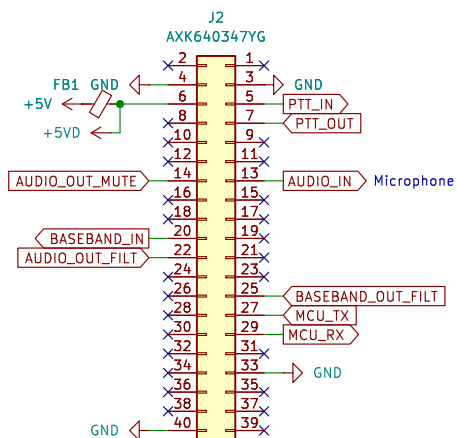 J2
AXK640347YG
2 1
FB1 GND 4 3 GND
+5V 6 5 PTT_IN
+5VD 8 7 PTT_OUT
10 9
12 11
AUDIO_OUT_MUTE 14 13 AUDIO_IN Microphone
16 15
18 17
BASEBAND_IN 20 19
AUDIO_OUT_FILT 22 21
24 23
26 25 BASEBAND_OUT_FILT
28 27 MCU_TX
30 29 MCU_RX
32 31
34 33 GND
36 35
38 37
GND 40 39